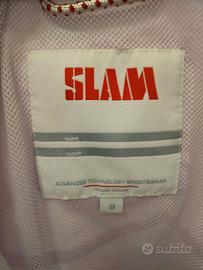 SLAM
NAME
YACHT
ADVANCED TECHNOLOGY SPORTSWEAR
subito